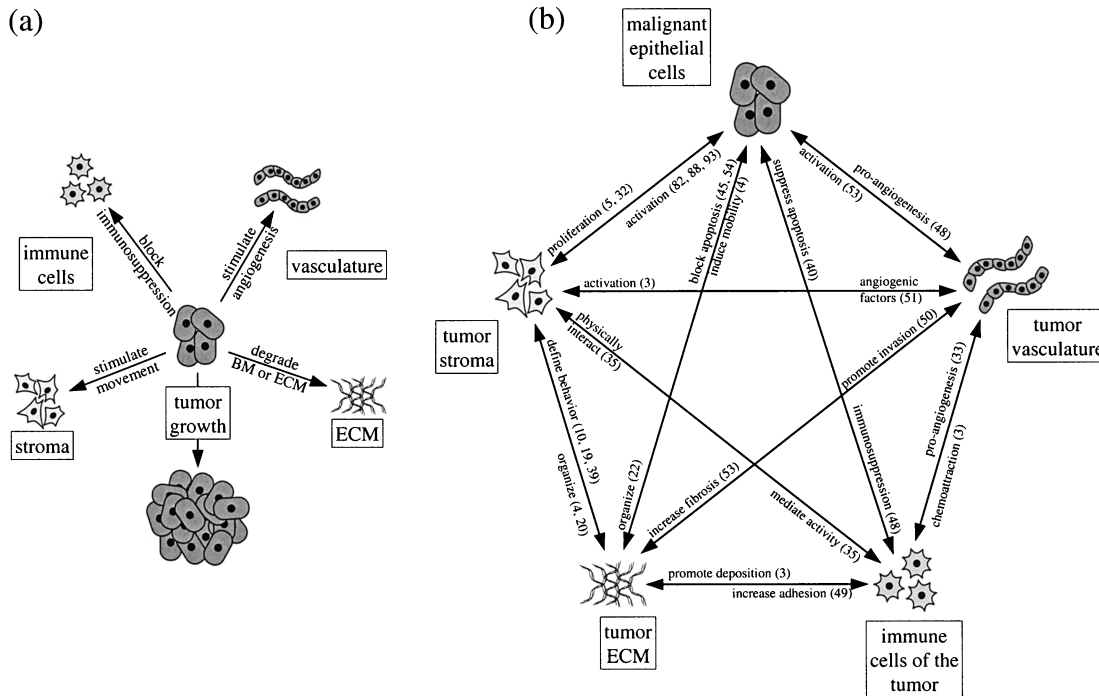 (a)
immune
cells
block
immunosuppression
stimulate
angiogenesis
vasculature
stimulate
movement
stroma
degrade
BM or ECM
ECM
tumor
growth
(b)
malignant
epithelial
cells
proliferation (5, 32)
activation (82, 88, 93)
block apoptosis (45, 54)
induce mobility (4)
suppress apoptosis (40)
pro-angiogenesis (48)
activation (53)
activation (3)
angiogenic
factors (51)
tumor
stroma
tumor
vasculature
physically
interact (35)
promote invasion (50)
define behavior (10, 19, 39)
organize (4, 20)
organize (22)
increase fibrosis (53)
mediate activity (35)
immunosuppression (48)
pro-angiogenesis (33)
chemoattraction (3)
promote deposition (3)
increase adhesion (49)
tumor
ECM
immune
cells of the
tumor